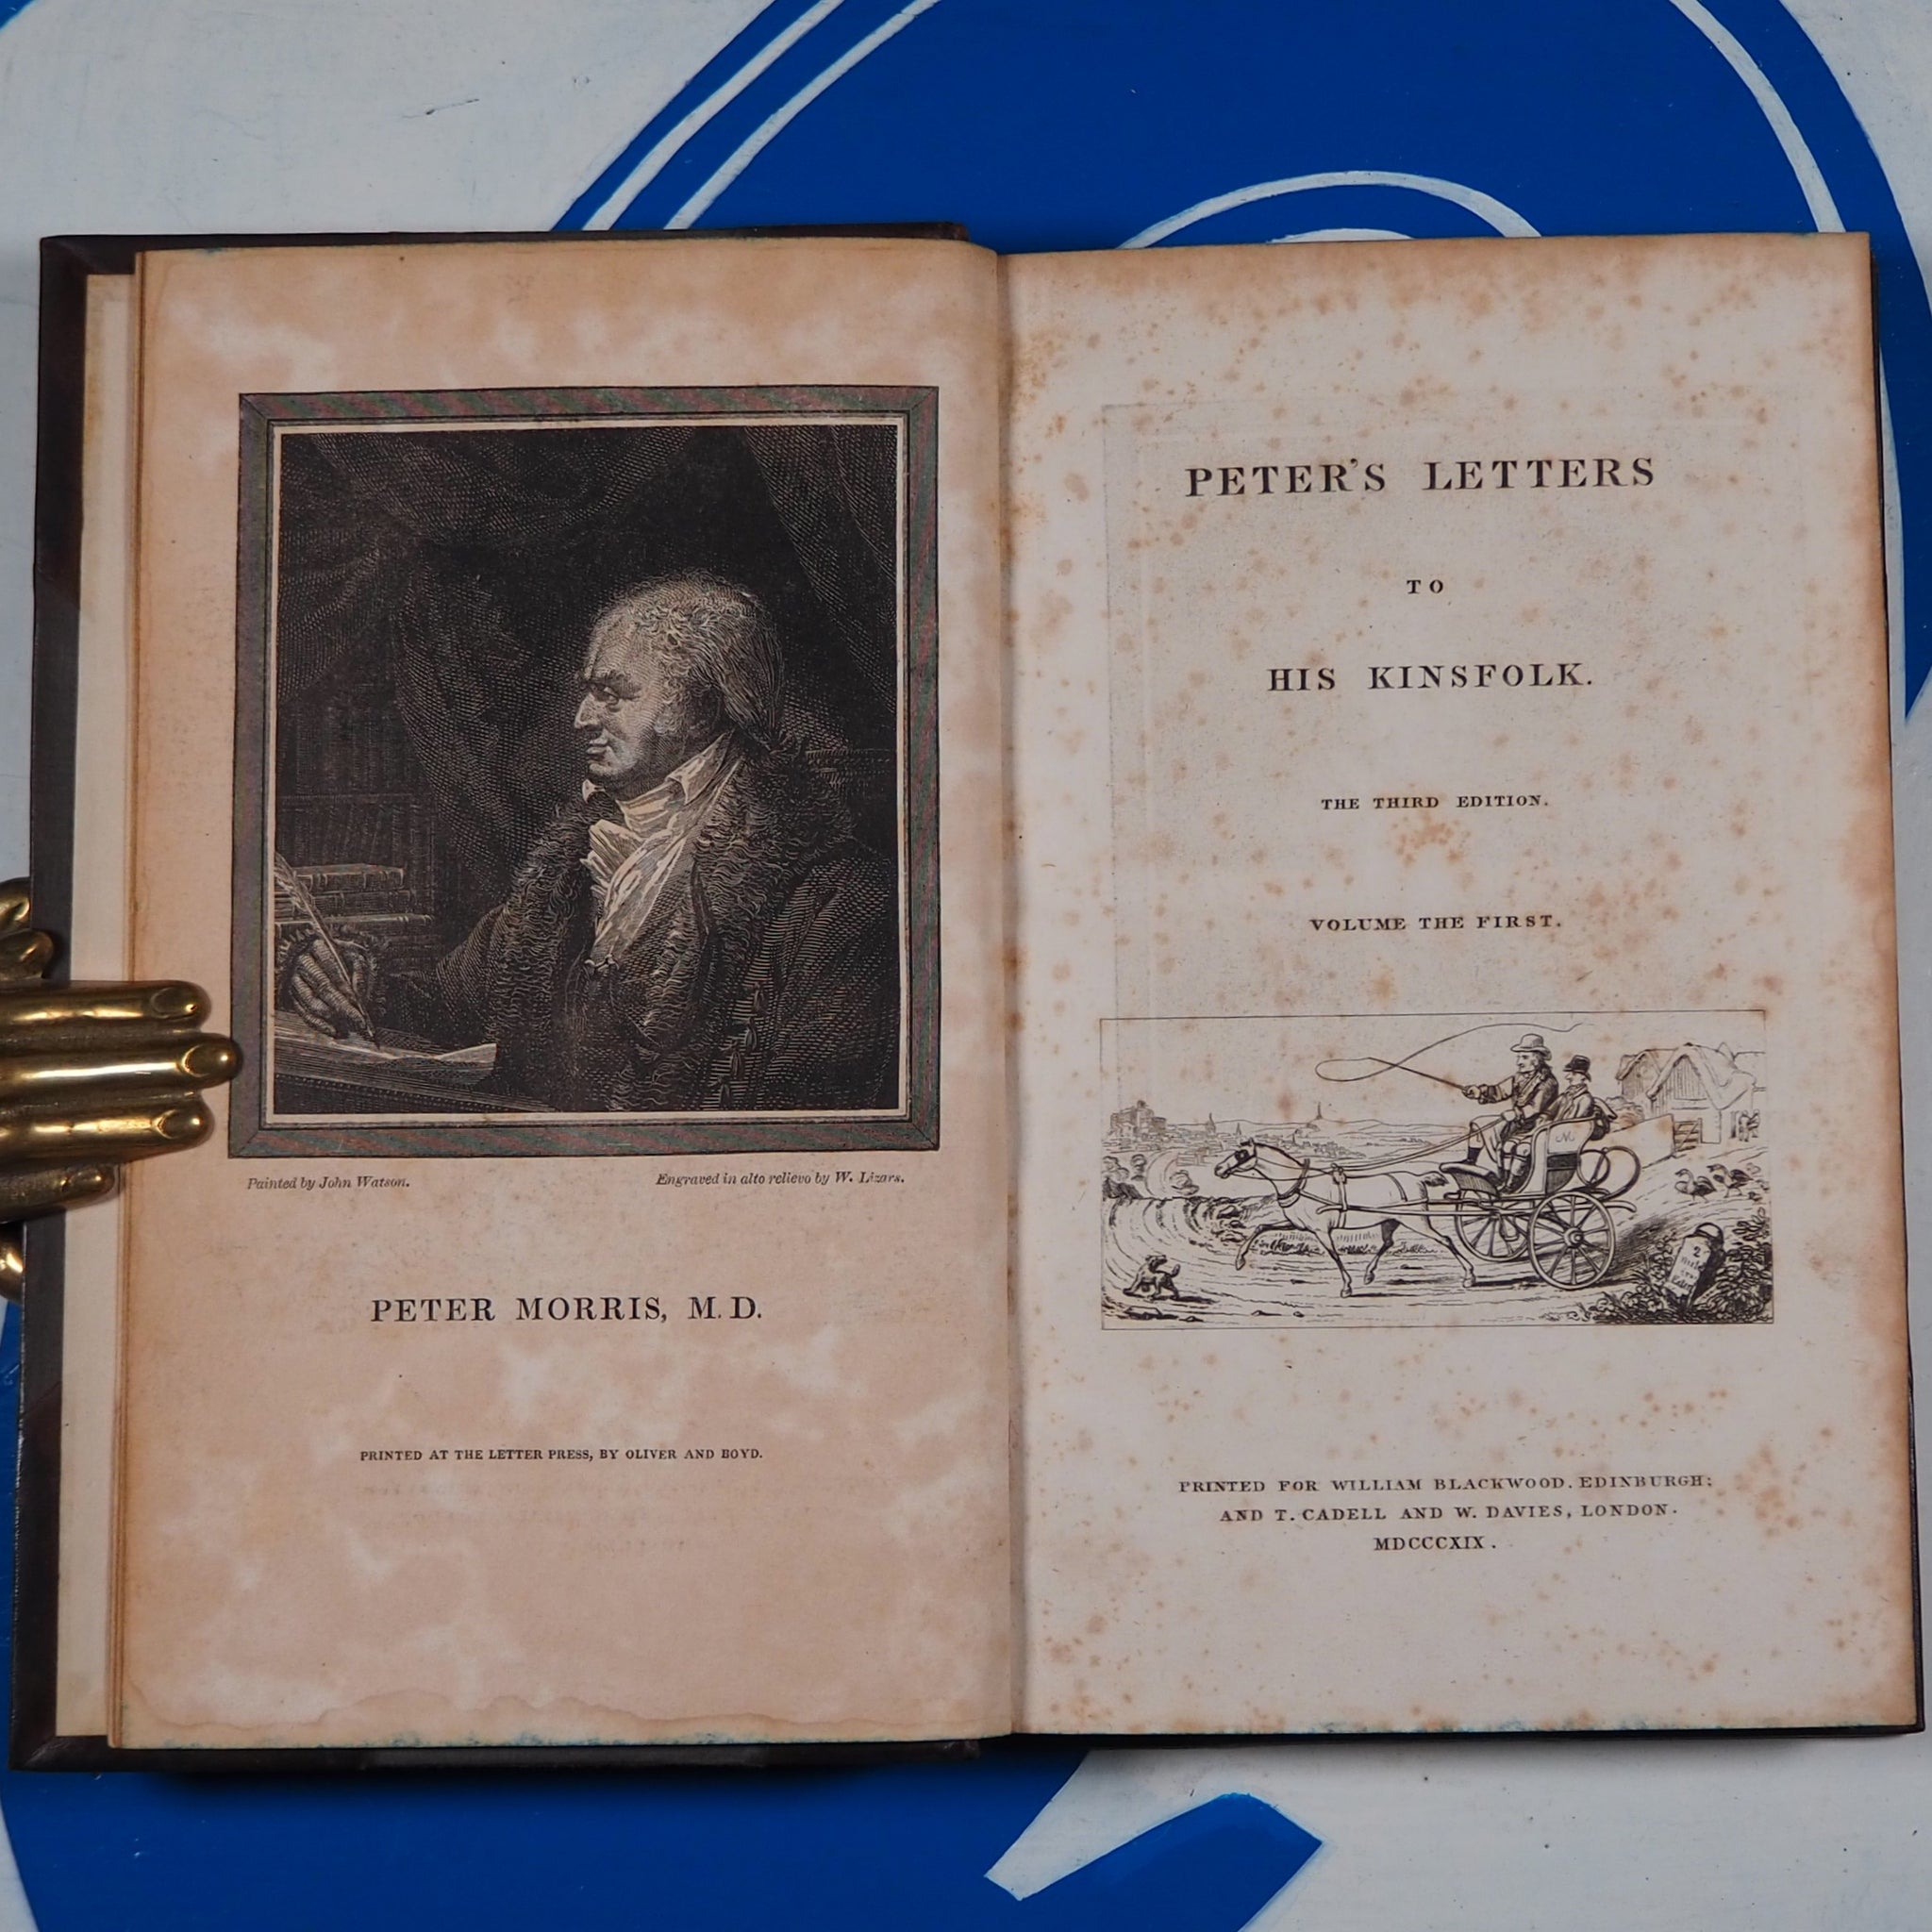 Painted by John Watson.
Engraved in alto relievo by W. Lizars.
PETER MORRIS, M.D.
PRINTED AT THE LETTER PRESS, BY OLIVER AND BOYD.
PETER'S LETTERS
TO
HIS KINSFOLK.
THE THIRD EDITION.
VOLUME THE FIRST.
M
2
PRINTED FOR WILLIAM BLACKWOOD. EDINBURGH;
AND T. CADELL AND W. DAVIES, LONDON.
MDCCCXIX.